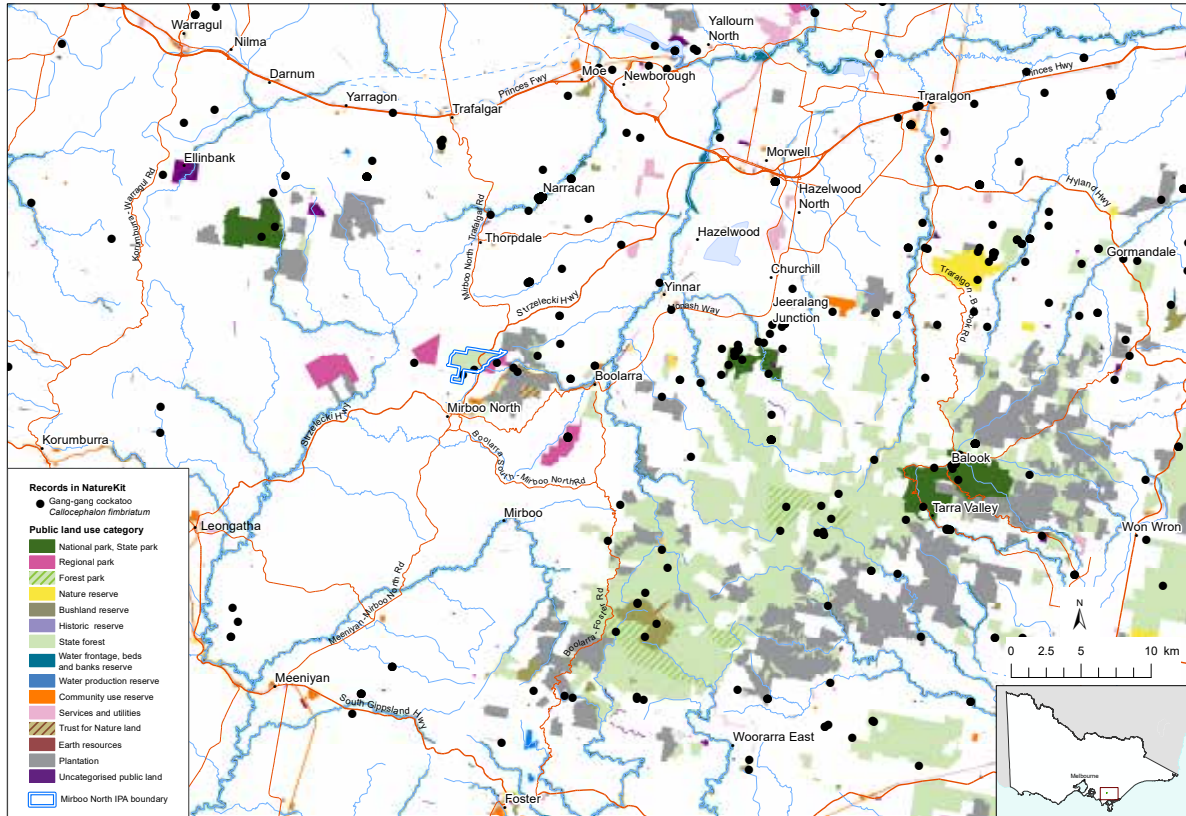 Warragul
Nilma
Darnum
Yarragon
Trafalgar
Princes Fwy
Moe
Newborough
Yallourn
North
Princes Hwy
Traralgon
Ellinbank
Korumburra - Warragul Rd
Narracan
Mirboo North - Trafalgar Rd
Thorpdale
Morwell
Hazelwood
North
Hazelwood
Hyland Hwy
Gormandale
Traralgon - Balook Rd
Churchill
Yinnar
Monash Way
Jeeralang
Junction
Strzelecki Hwy
Boolarra
Mirboo North
Strzelecki Hwy
Boolarra South - Mirboo North Rd
Korumburra
Balook
Tarra Valley
Won Wron
Leongatha
Mirboo
Meeniyan - Mirboo North Rd
Boolarra - Foster Rd
Meeniyan
South Gippsland Hwy
Woorarra East
Foster
Records in NatureKit
Gang-gang cockatoo
Callocephalon fimbriatum
Public land use category
National park, State park
Regional park
Forest park
Nature reserve
Bushland reserve
Historic reserve
State forest
Water frontage, beds
and banks reserve
Water production reserve
Community use reserve
Services and utilities
Trust for Nature land
Earth resources
Plantation
Uncategorised public land
Mirboo North IPA boundary
N
0 2.5 5 10 km
Melbourne